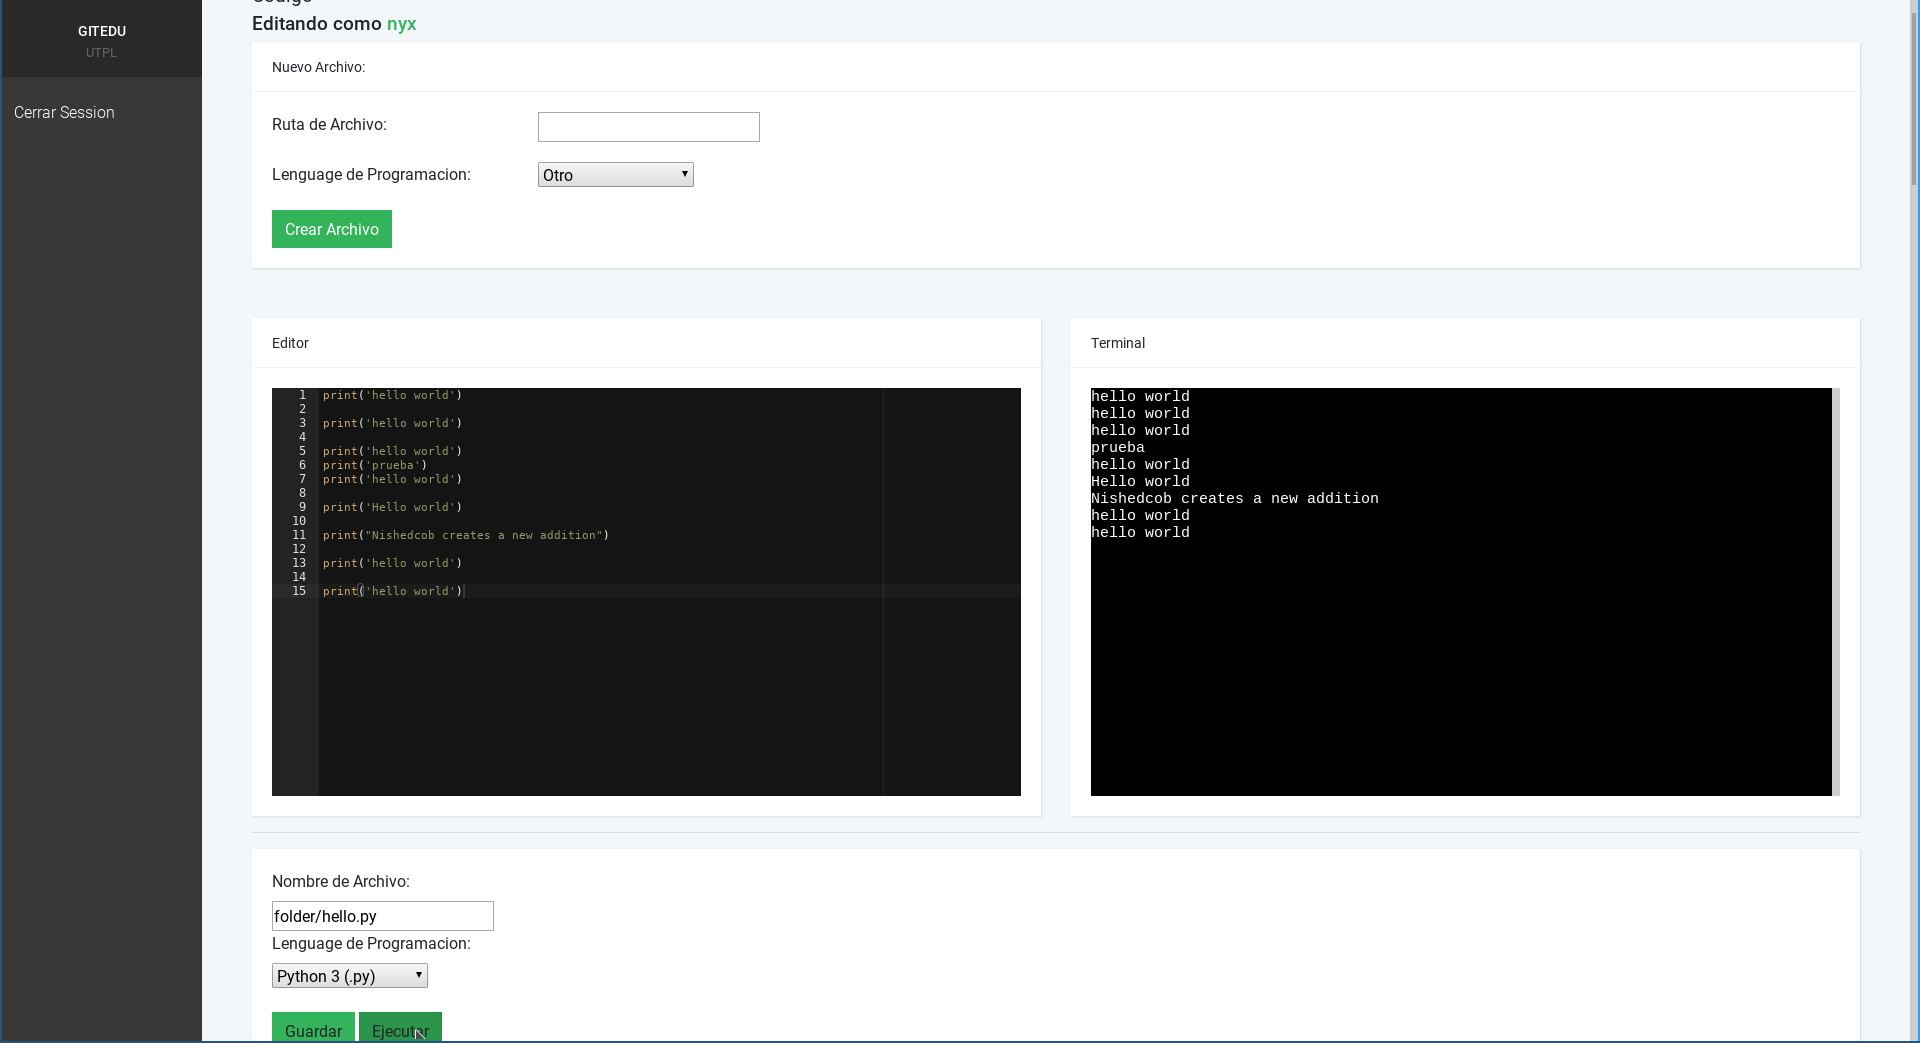 GITEDU
UTPL
Cerrar Session
Codigo
Editando como nyx
Nuevo Archivo:
Ruta de Archivo:
Lenguage de Programacion:
Otro
Crear Archivo
Editor
1 print('hello world')
2
3 print('hello world')
4
5 print('hello world')
6 print('prueba')
7 print('hello world')
8
9 print('Hello world')
10
11 print("Nishedcob creates a new addition")
12
13 print('hello world')
14
15 print('hello world')
Terminal
hello world
hello world
hello world
prueba
hello world
Hello world
Nishedcob creates a new addition
hello world
hello world
Nombre de Archivo:
folder/hello.py
Lenguage de Programacion:
Python 3 (.py)
Guardar
Ejecutar